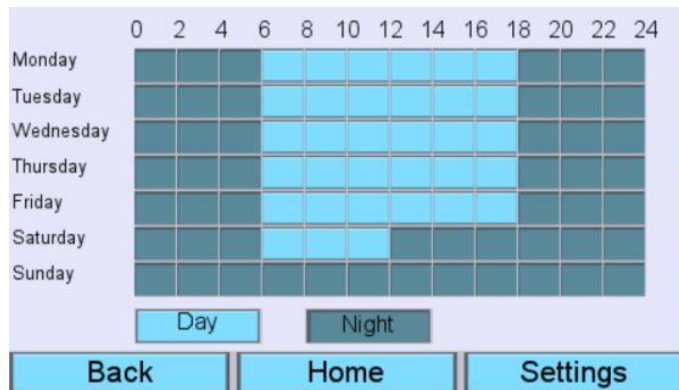 0 2 4 6 8 10 12 14 16 18 20 22 24
Monday
Tuesday
Wednesday
Thursday
Friday
Saturday
Sunday
Day Night
Back Home Settings